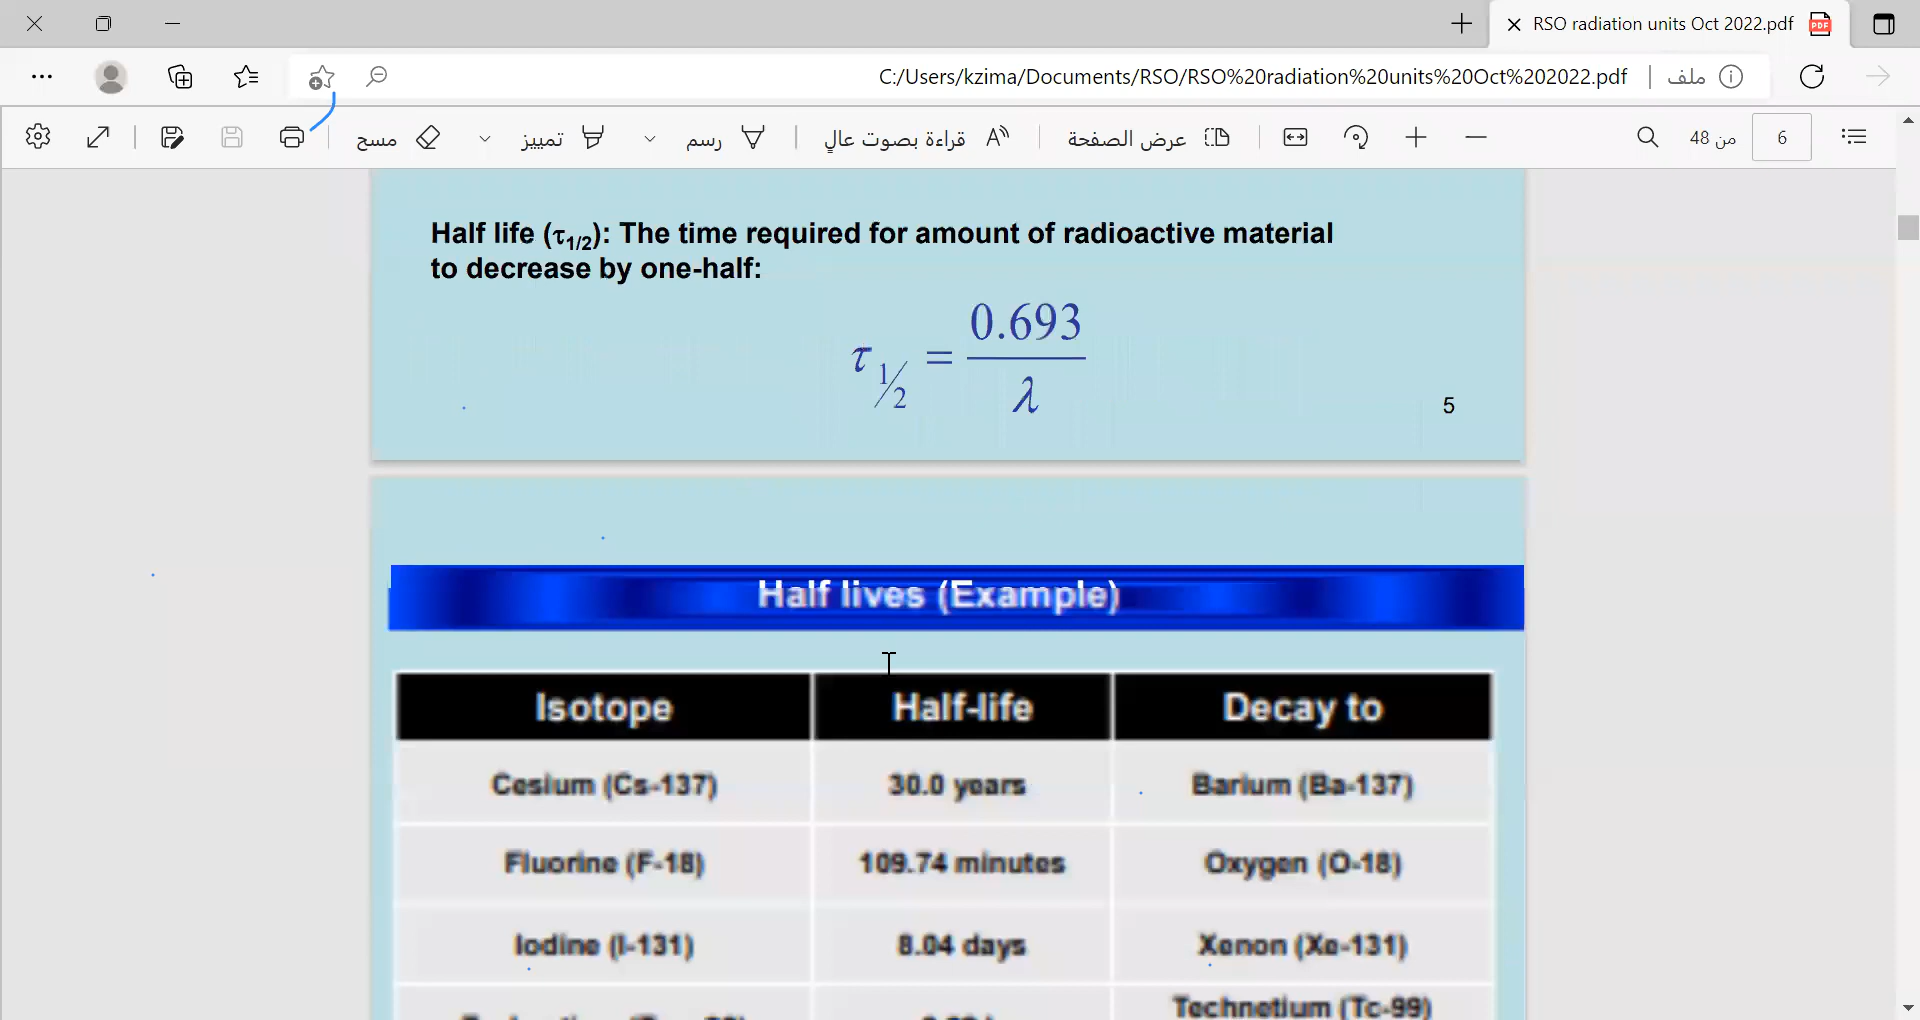 RSO radiation units Oct 2022.pdf
C:/Users/kzima/Documents/RSO/RSO%20radiation%20units%20Oct%202022.pdf
ملف
6
من 48
عرض الصفحة
قراءة بصوت عالٍ
رسم
تمييز
مسح
Half life (τ1/2): The time required for amount of radioactive material
to decrease by one-half:
τ1/2 = 0.693/λ
5
Half lives (Example)
Isotope Half-life Decay to
Cesium (Cs-137) 30.0 years Barium (Ba-137)
Fluorine (F-18) 109.74 minutes Oxygen (O-18)
Iodine (I-131) 8.04 days Xenon (Xe-131)
Technetium (Tc-99)